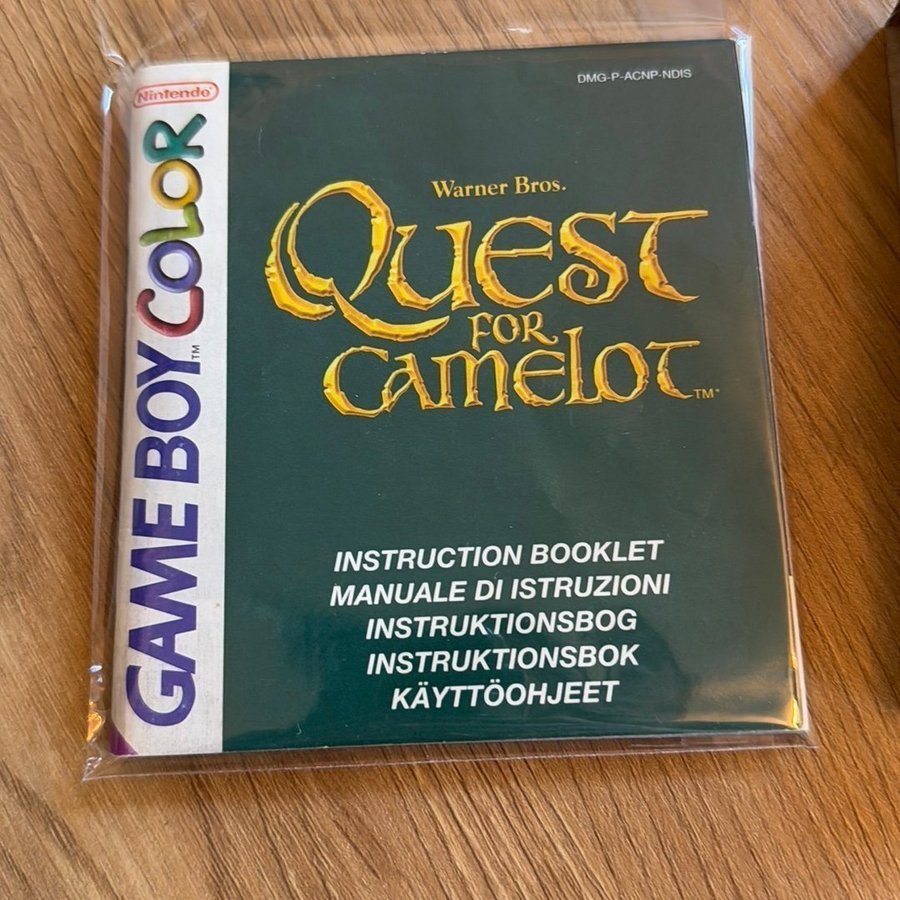 Nintendo®
GAME BOY COLOR™
DMG-P-ACNP-NDIS
Warner Bros.
QUEST
FOR
CAMELOT™
INSTRUCTION BOOKLET
MANUALE DI ISTRUZIONI
INSTRUKTIONSBOG
INSTRUKTIONSBOK
KÄYTTÖOHJEET